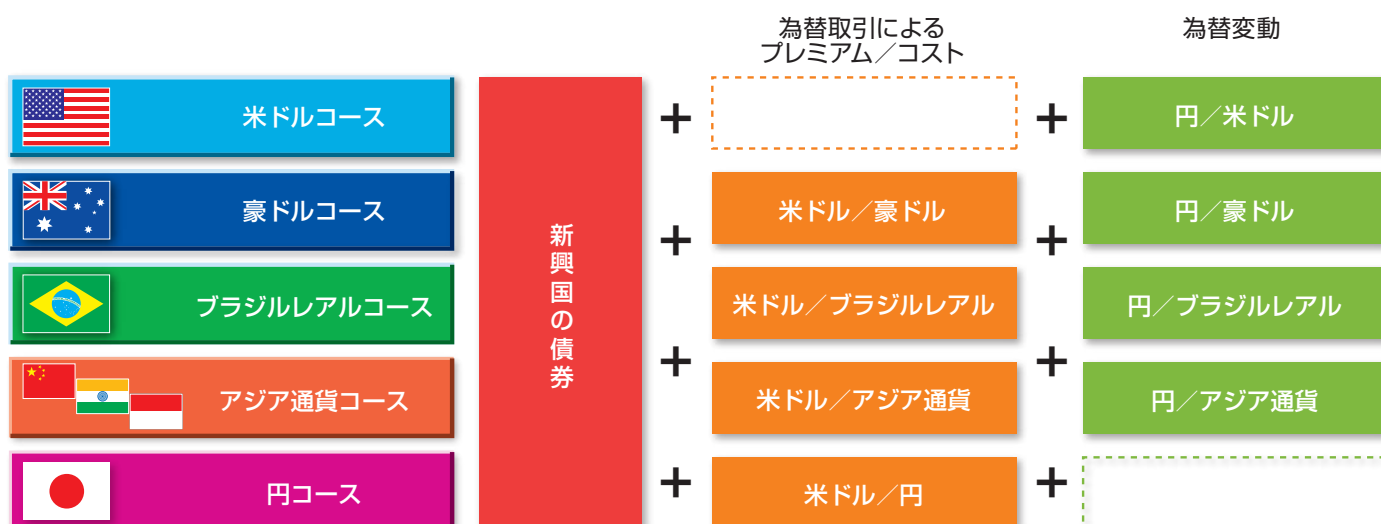 為替取引による
プレミアム／コスト
為替変動
米ドルコース
＋
＋
円／米ドル
豪ドルコース
新興国の債券
＋
米ドル／豪ドル
＋
円／豪ドル
ブラジルレアルコース
米ドル／ブラジルレアル
円／ブラジルレアル
アジア通貨コース
＋
米ドル／アジア通貨
＋
円／アジア通貨
円コース
＋
米ドル／円
＋